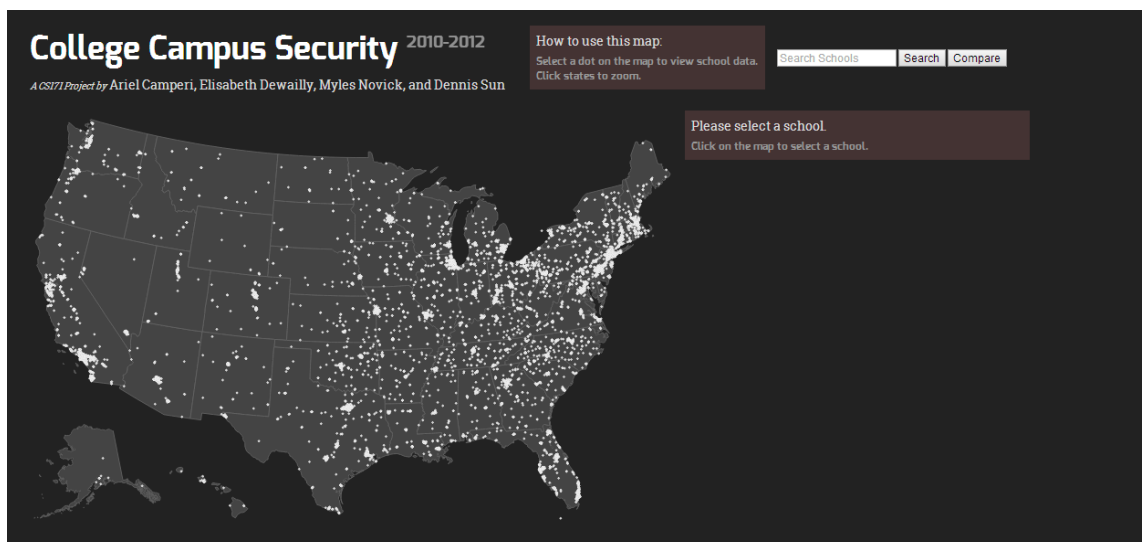 College Campus Security 2010-2012
A CS171 Project by Ariel Camperi, Elisabeth Dewailly, Myles Novick, and Dennis Sun
How to use this map:
Select a dot on the map to view school data.
Click states to zoom.
Search Schools Search Compare
Please select a school.
Click on the map to select a school.